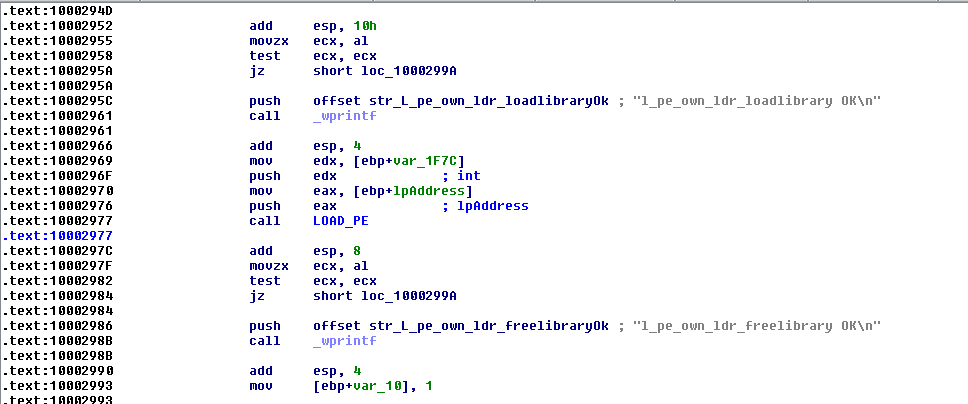 .text:1000294D
.text:10002952 add esp, 10h
.text:10002955 movzx ecx, al
.text:10002958 test ecx, ecx
.text:1000295A jz short loc_1000299A
.text:1000295A
.text:1000295C push offset str_L_pe_own_ldr_loadlibraryOk ; "l_pe_own_ldr_loadlibrary OK\n"
.text:10002961 call _wprintf
.text:10002961
.text:10002966 add esp, 4
.text:10002969 mov edx, [ebp+var_1F7C]
.text:1000296F push edx ; int
.text:10002970 mov eax, [ebp+lpAddress]
.text:10002976 push eax ; lpAddress
.text:10002977 call LOAD_PE
.text:10002977
.text:1000297C add esp, 8
.text:1000297F movzx ecx, al
.text:10002982 test ecx, ecx
.text:10002984 jz short loc_1000299A
.text:10002984
.text:10002986 push offset str_L_pe_own_ldr_freelibraryOk ; "l_pe_own_ldr_freelibrary OK\n"
.text:1000298B call _wprintf
.text:1000298B
.text:10002990 add esp, 4
.text:10002993 mov [ebp+var_10], 1
.text:10002993